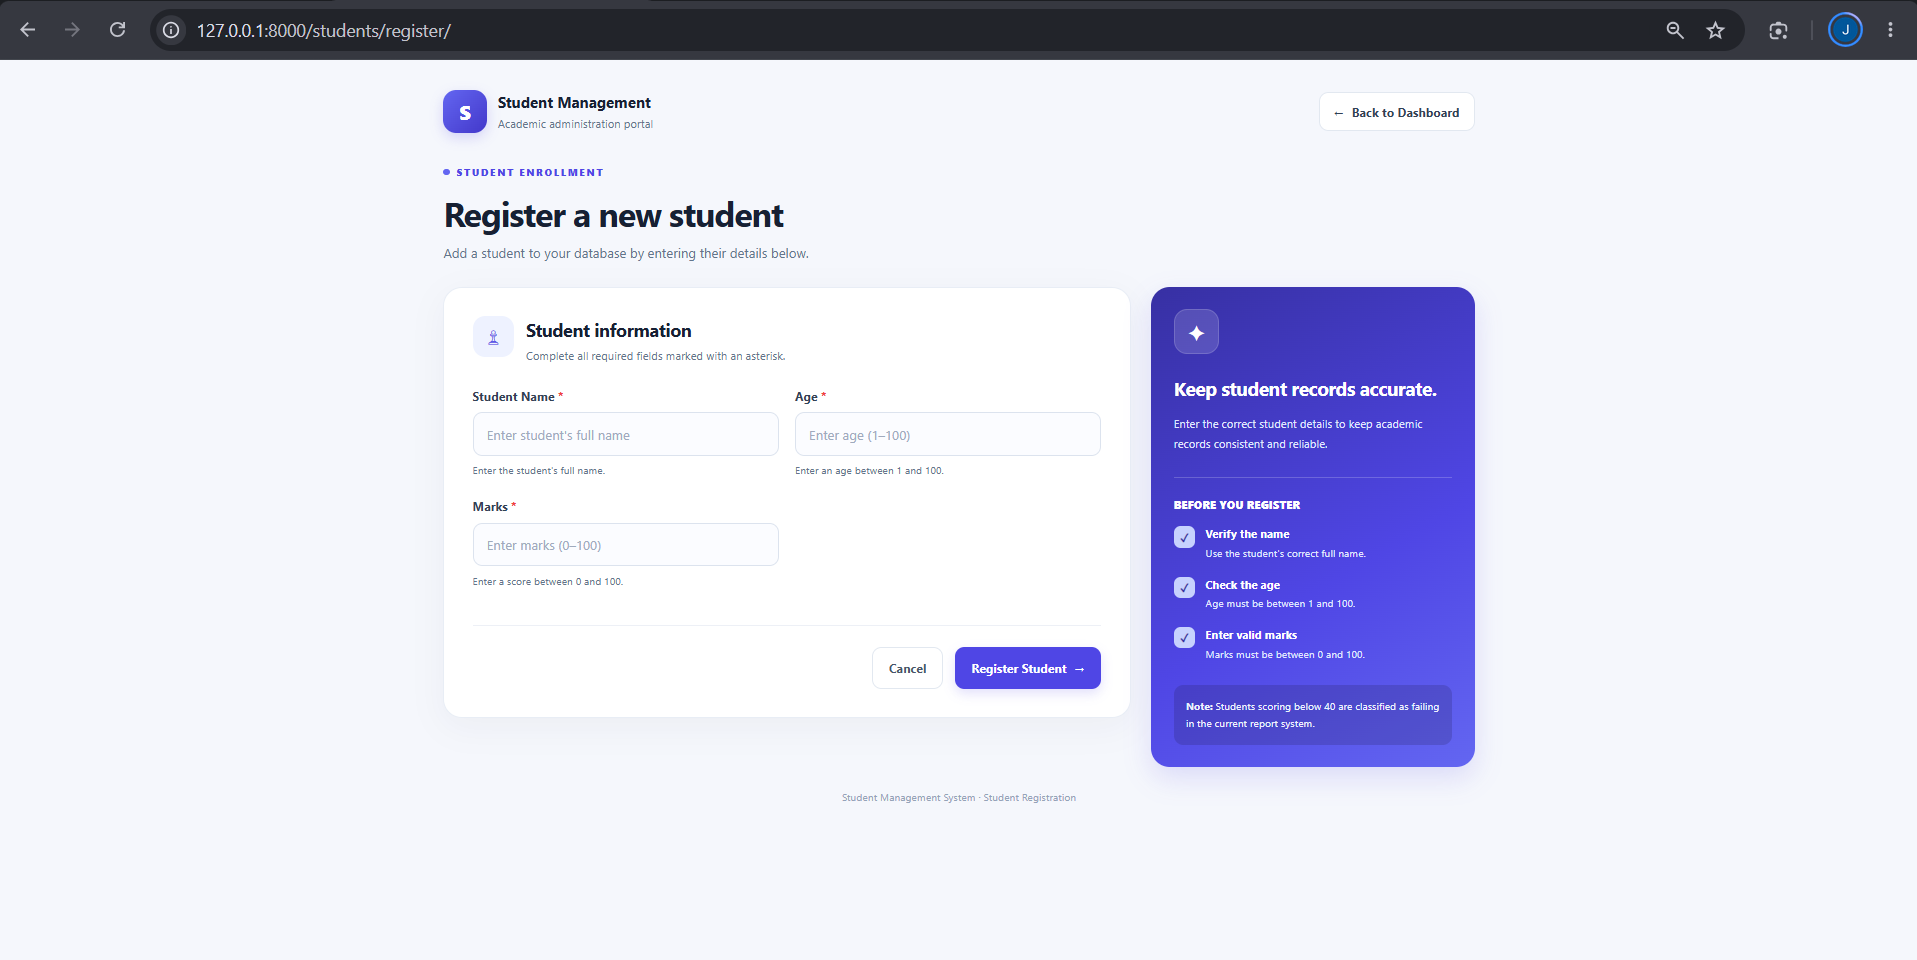 127.0.0.1:8000/students/register/
J
S
Student Management
Academic administration portal
← Back to Dashboard
STUDENT ENROLLMENT
Register a new student
Add a student to your database by entering their details below.
Student information
Complete all required fields marked with an asterisk.
Student Name *
Enter student's full name
Enter the student's full name.
Age *
Enter age (1–100)
Enter an age between 1 and 100.
Marks *
Enter marks (0–100)
Enter a score between 0 and 100.
Cancel
Register Student →
Keep student records accurate.
Enter the correct student details to keep academic
records consistent and reliable.
BEFORE YOU REGISTER
✓ Verify the name
Use the student's correct full name.
✓ Check the age
Age must be between 1 and 100.
✓ Enter valid marks
Marks must be between 0 and 100.
Note: Students scoring below 40 are classified as failing
in the current report system.
Student Management System · Student Registration